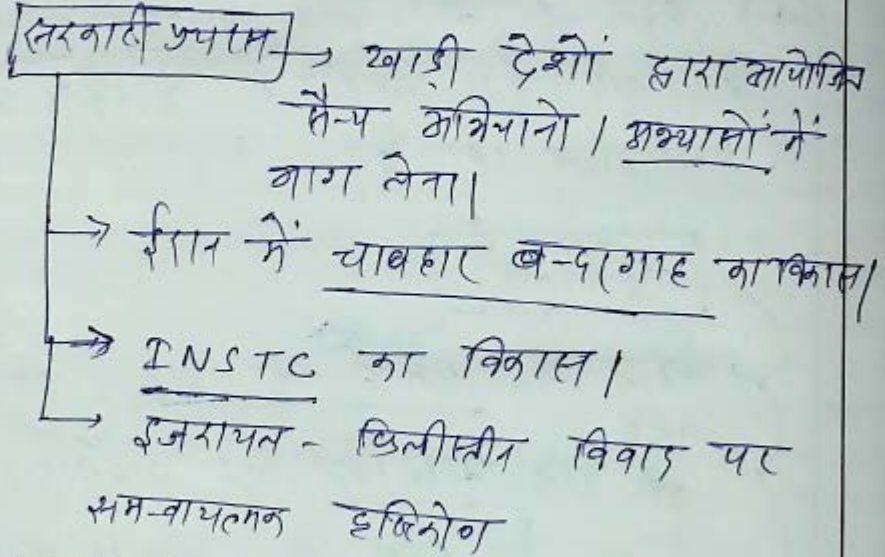 सरकारी प्रयास → खाड़ी देशों द्वारा आयोजित
सैन्य अभियानो / अभ्यासों में
भाग लेना।
→ ईरान में चाबहार बन्दरगाह का विकास।
→ INSTC का विकास।
→ इजरायल - फिलीस्तीन विवाद पर
समन्वयात्मक दृष्टिकोण